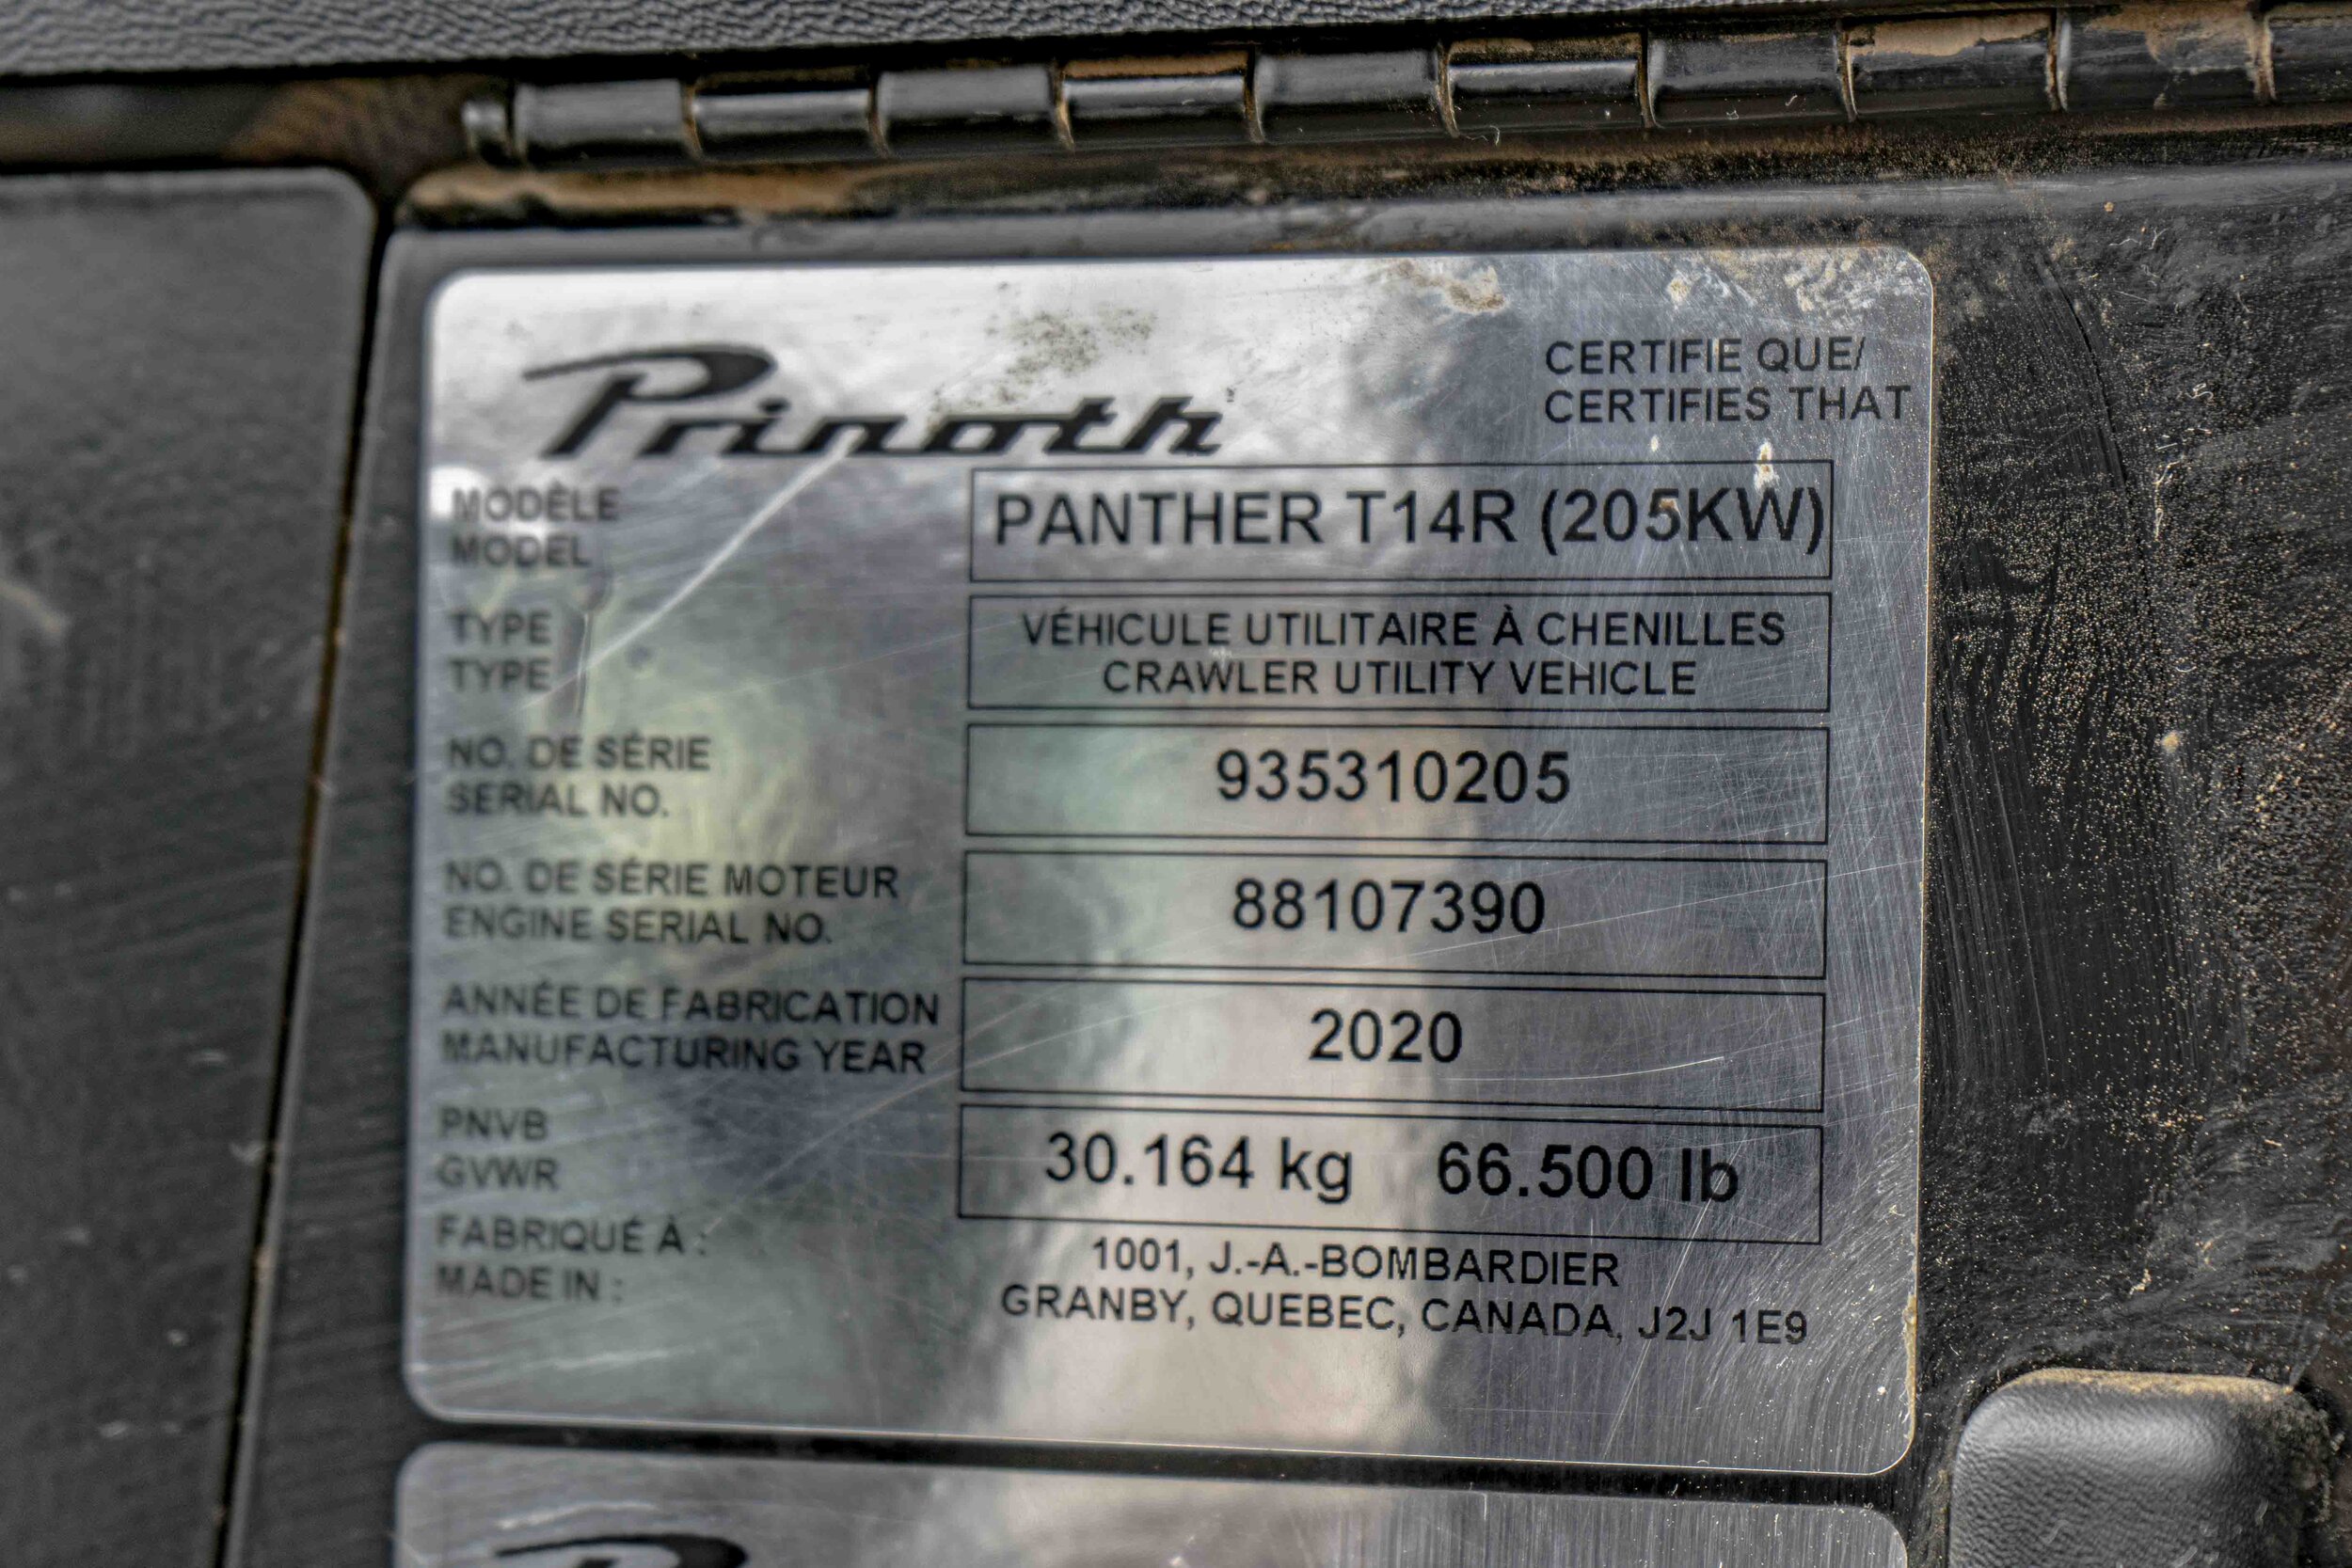 Prinoth
CERTIFIE QUE/
CERTIFIES THAT
MODÈLE
MODEL
PANTHER T14R (205KW)
TYPE
TYPE
VÉHICULE UTILITAIRE À CHENILLES
CRAWLER UTILITY VEHICLE
NO. DE SÉRIE
SERIAL NO.
935310205
NO. DE SÉRIE MOTEUR
ENGINE SERIAL NO.
88107390
ANNÉE DE FABRICATION
MANUFACTURING YEAR
2020
PNVB
GVWR
30.164 kg 66.500 lb
FABRIQUÉ À :
MADE IN :
1001, J.-A.-BOMBARDIER
GRANBY, QUEBEC, CANADA, J2J 1E9